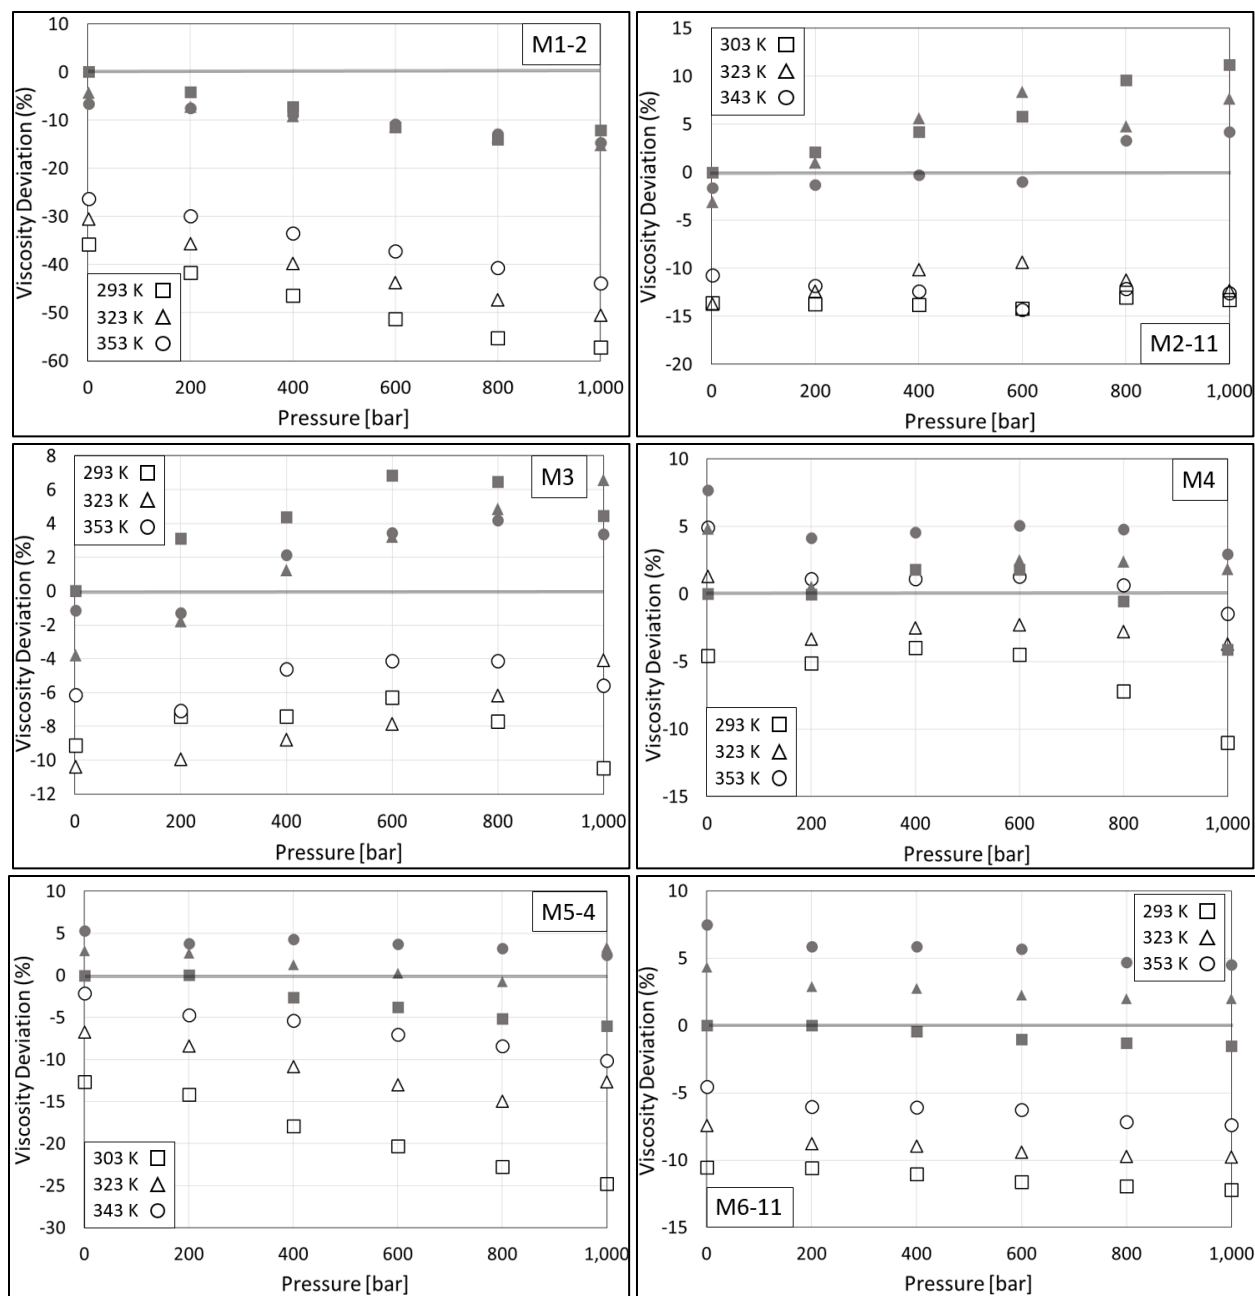 M1-2
Viscosity Deviation (%)
10
0
-10
-20
-30
-40
-50
-60
293 K
323 K
353 K
0 200 400 600 800 1,000
Pressure [bar]
M2-11
Viscosity Deviation (%)
15
10
5
0
-5
-10
-15
-20
303 K
323 K
343 K
0 200 400 600 800 1,000
Pressure [bar]
M3
Viscosity Deviation (%)
8
6
4
2
0
-2
-4
-6
-8
-10
-12
293 K
323 K
353 K
0 200 400 600 800 1,000
Pressure [bar]
M4
Viscosity Deviation (%)
10
5
0
-5
-10
-15
293 K
323 K
353 K
0 200 400 600 800 1,000
Pressure [bar]
M5-4
Viscosity Deviation (%)
10
5
0
-5
-10
-15
-20
-25
-30
303 K
323 K
343 K
0 200 400 600 800 1,000
Pressure [bar]
M6-11
Viscosity Deviation (%)
10
5
0
-5
-10
-15
293 K
323 K
353 K
0 200 400 600 800 1,000
Pressure [bar]